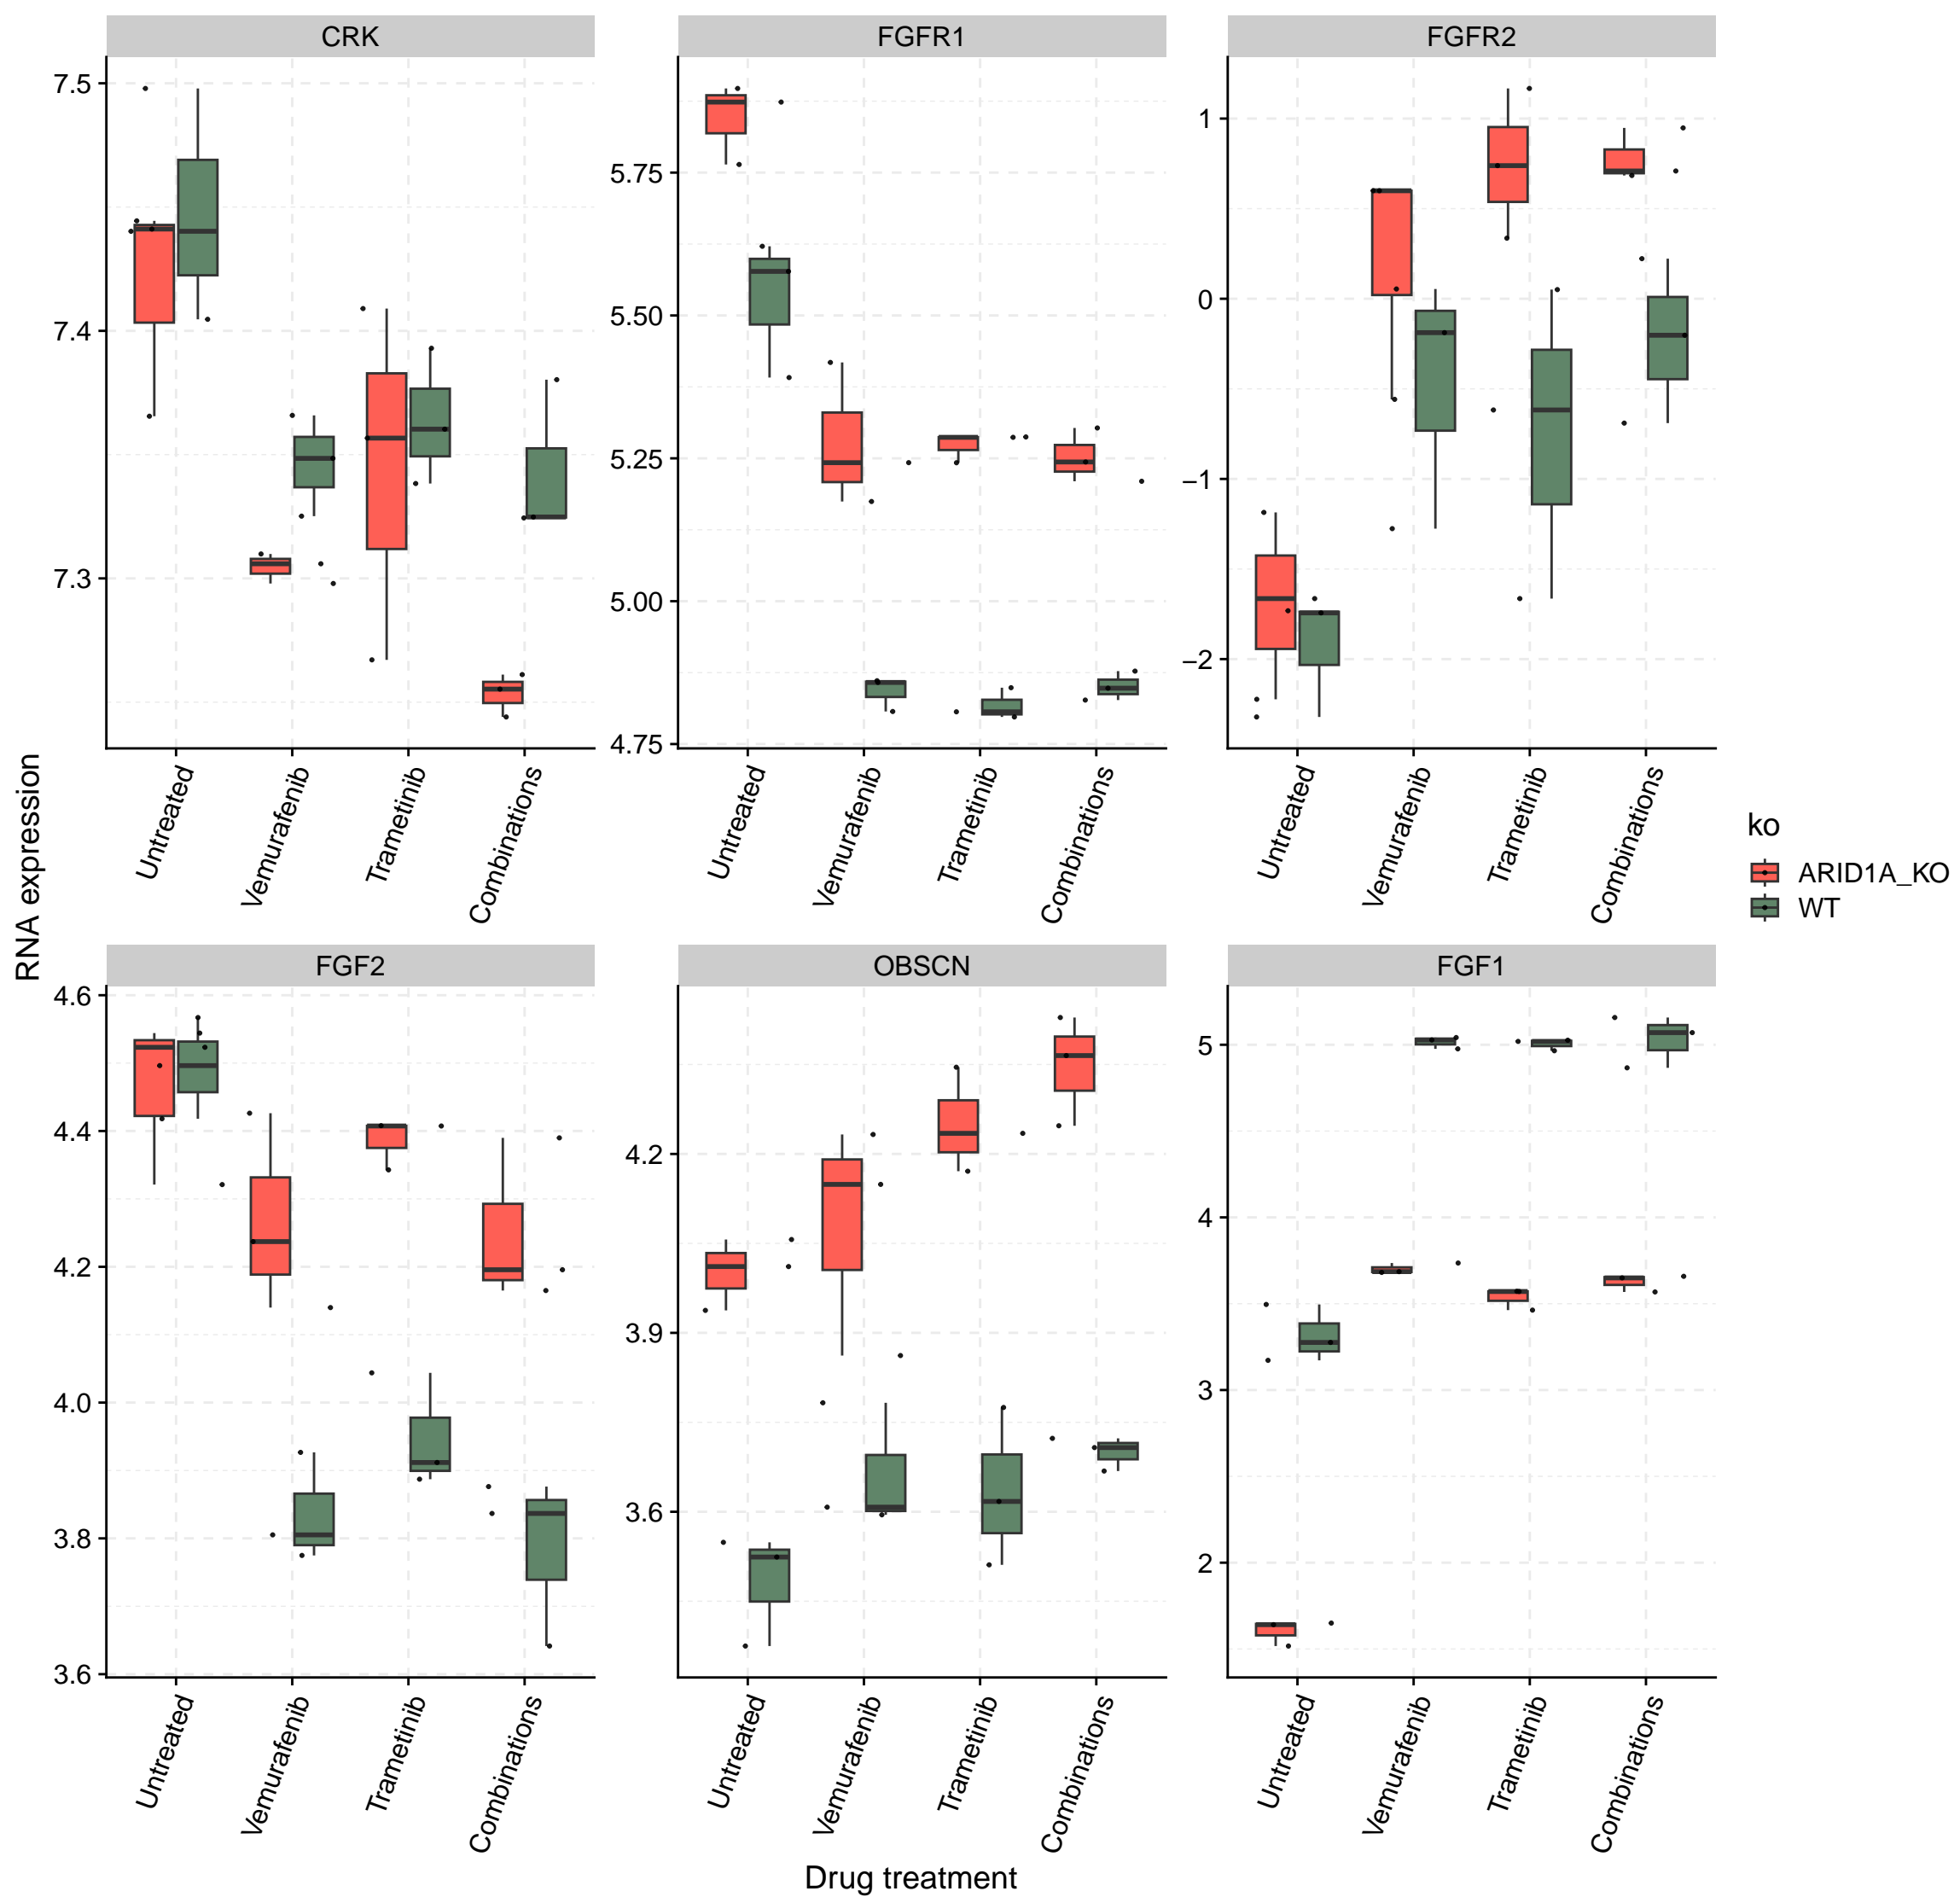 CRK
FGFR1
FGFR2
7.5
7.4
7.3
5.75
5.50
5.25
5.00
4.75
1
0
−1
−2
Untreated
Vemurafenib
Trametinib
Combinations
Untreated
Vemurafenib
Trametinib
Combinations
Untreated
Vemurafenib
Trametinib
Combinations
RNA expression
ko
ARID1A_KO
WT
FGF2
OBSCN
FGF1
4.6
4.4
4.2
4.0
3.8
3.6
4.2
3.9
3.6
5
4
3
2
Untreated
Vemurafenib
Trametinib
Combinations
Untreated
Vemurafenib
Trametinib
Combinations
Untreated
Vemurafenib
Trametinib
Combinations
Drug treatment